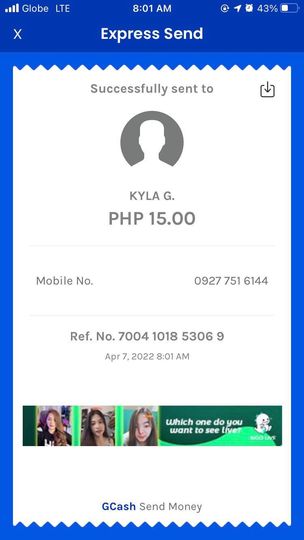 Globe LTE 8:01 AM 43%
X Express Send
Successfully sent to
KYLA G.
PHP 15.00
Mobile No. 0927 751 6144
Ref. No. 7004 1018 5306 9
Apr 7, 2022 8:01 AM
Which one do you
want to see live?
BIGO LIVE
GCash Send Money